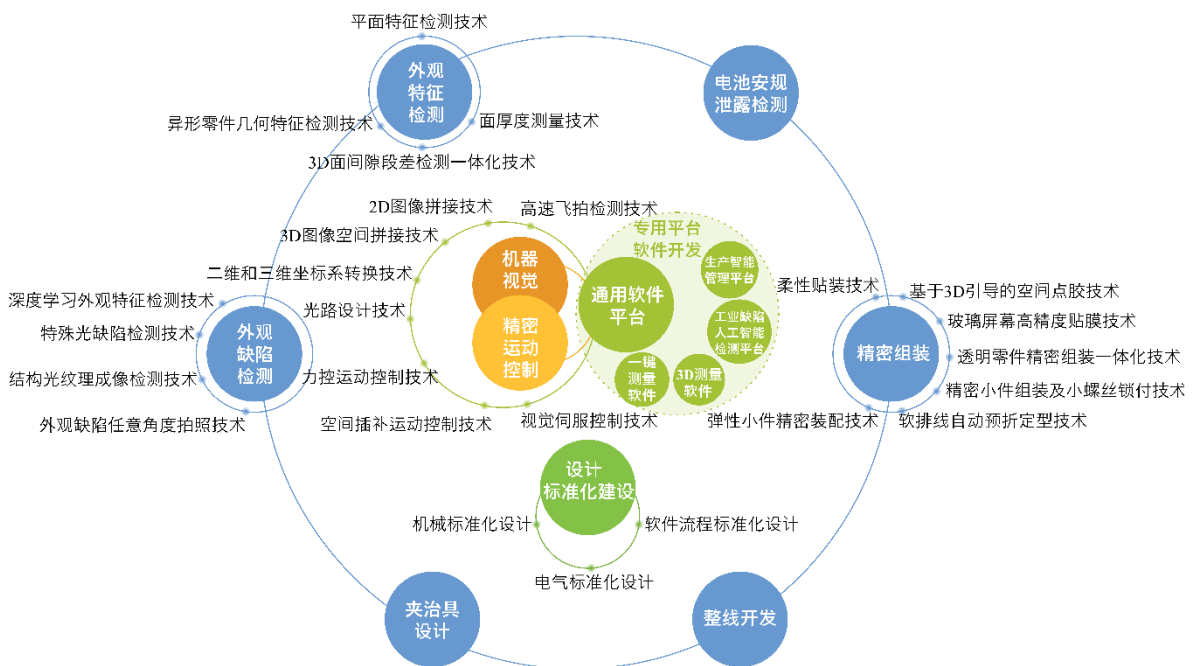 平面特征检测技术
外观
特征
检测
电池安规
泄露检测
异形零件几何特征检测技术
面厚度测量技术
3D面间隙段差检测一体化技术
2D图像拼接技术
高速飞拍检测技术
3D图像空间拼接技术
二维和三维坐标系转换技术
光路设计技术
力控运动控制技术
空间插补运动控制技术
视觉伺服控制技术
机器
视觉
精密
运动
控制
通用软件
平台
专用平台
软件开发
生产智能
管理平台
工业缺陷
人工智能
检测平台
3D测量
软件
一键
测量
软件
深度学习外观特征检测技术
特殊光缺陷检测技术
外观
缺陷
检测
结构光纹理成像检测技术
外观缺陷任意角度拍照技术
柔性贴装技术
基于3D引导的空间点胶技术
玻璃屏幕高精度贴膜技术
精密组装
透明零件精密组装一体化技术
精密小件组装及小螺丝锁付技术
弹性小件精密装配技术
软排线自动预折定型技术
设计
标准化建设
机械标准化设计
软件流程标准化设计
电气标准化设计
夹治具
设计
整线开发